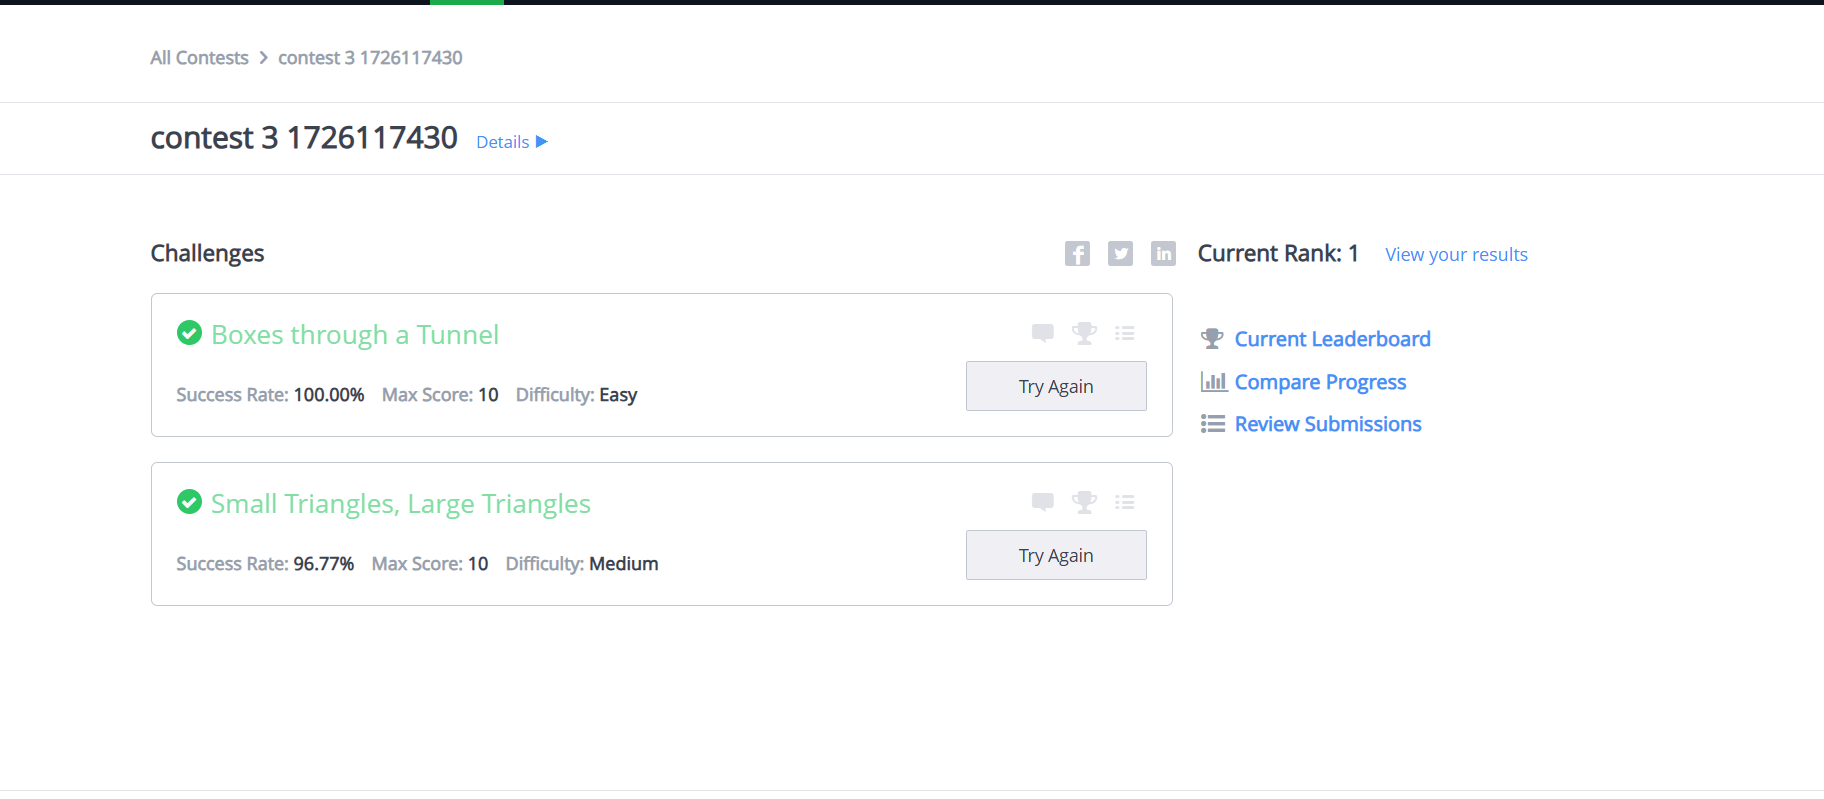 All Contests > contest 3 1726117430
contest 3 1726117430 Details ▶
Challenges
Current Rank: 1 View your results
Boxes through a Tunnel
Success Rate: 100.00% Max Score: 10 Difficulty: Easy
Try Again
Small Triangles, Large Triangles
Success Rate: 96.77% Max Score: 10 Difficulty: Medium
Try Again
Current Leaderboard
Compare Progress
Review Submissions